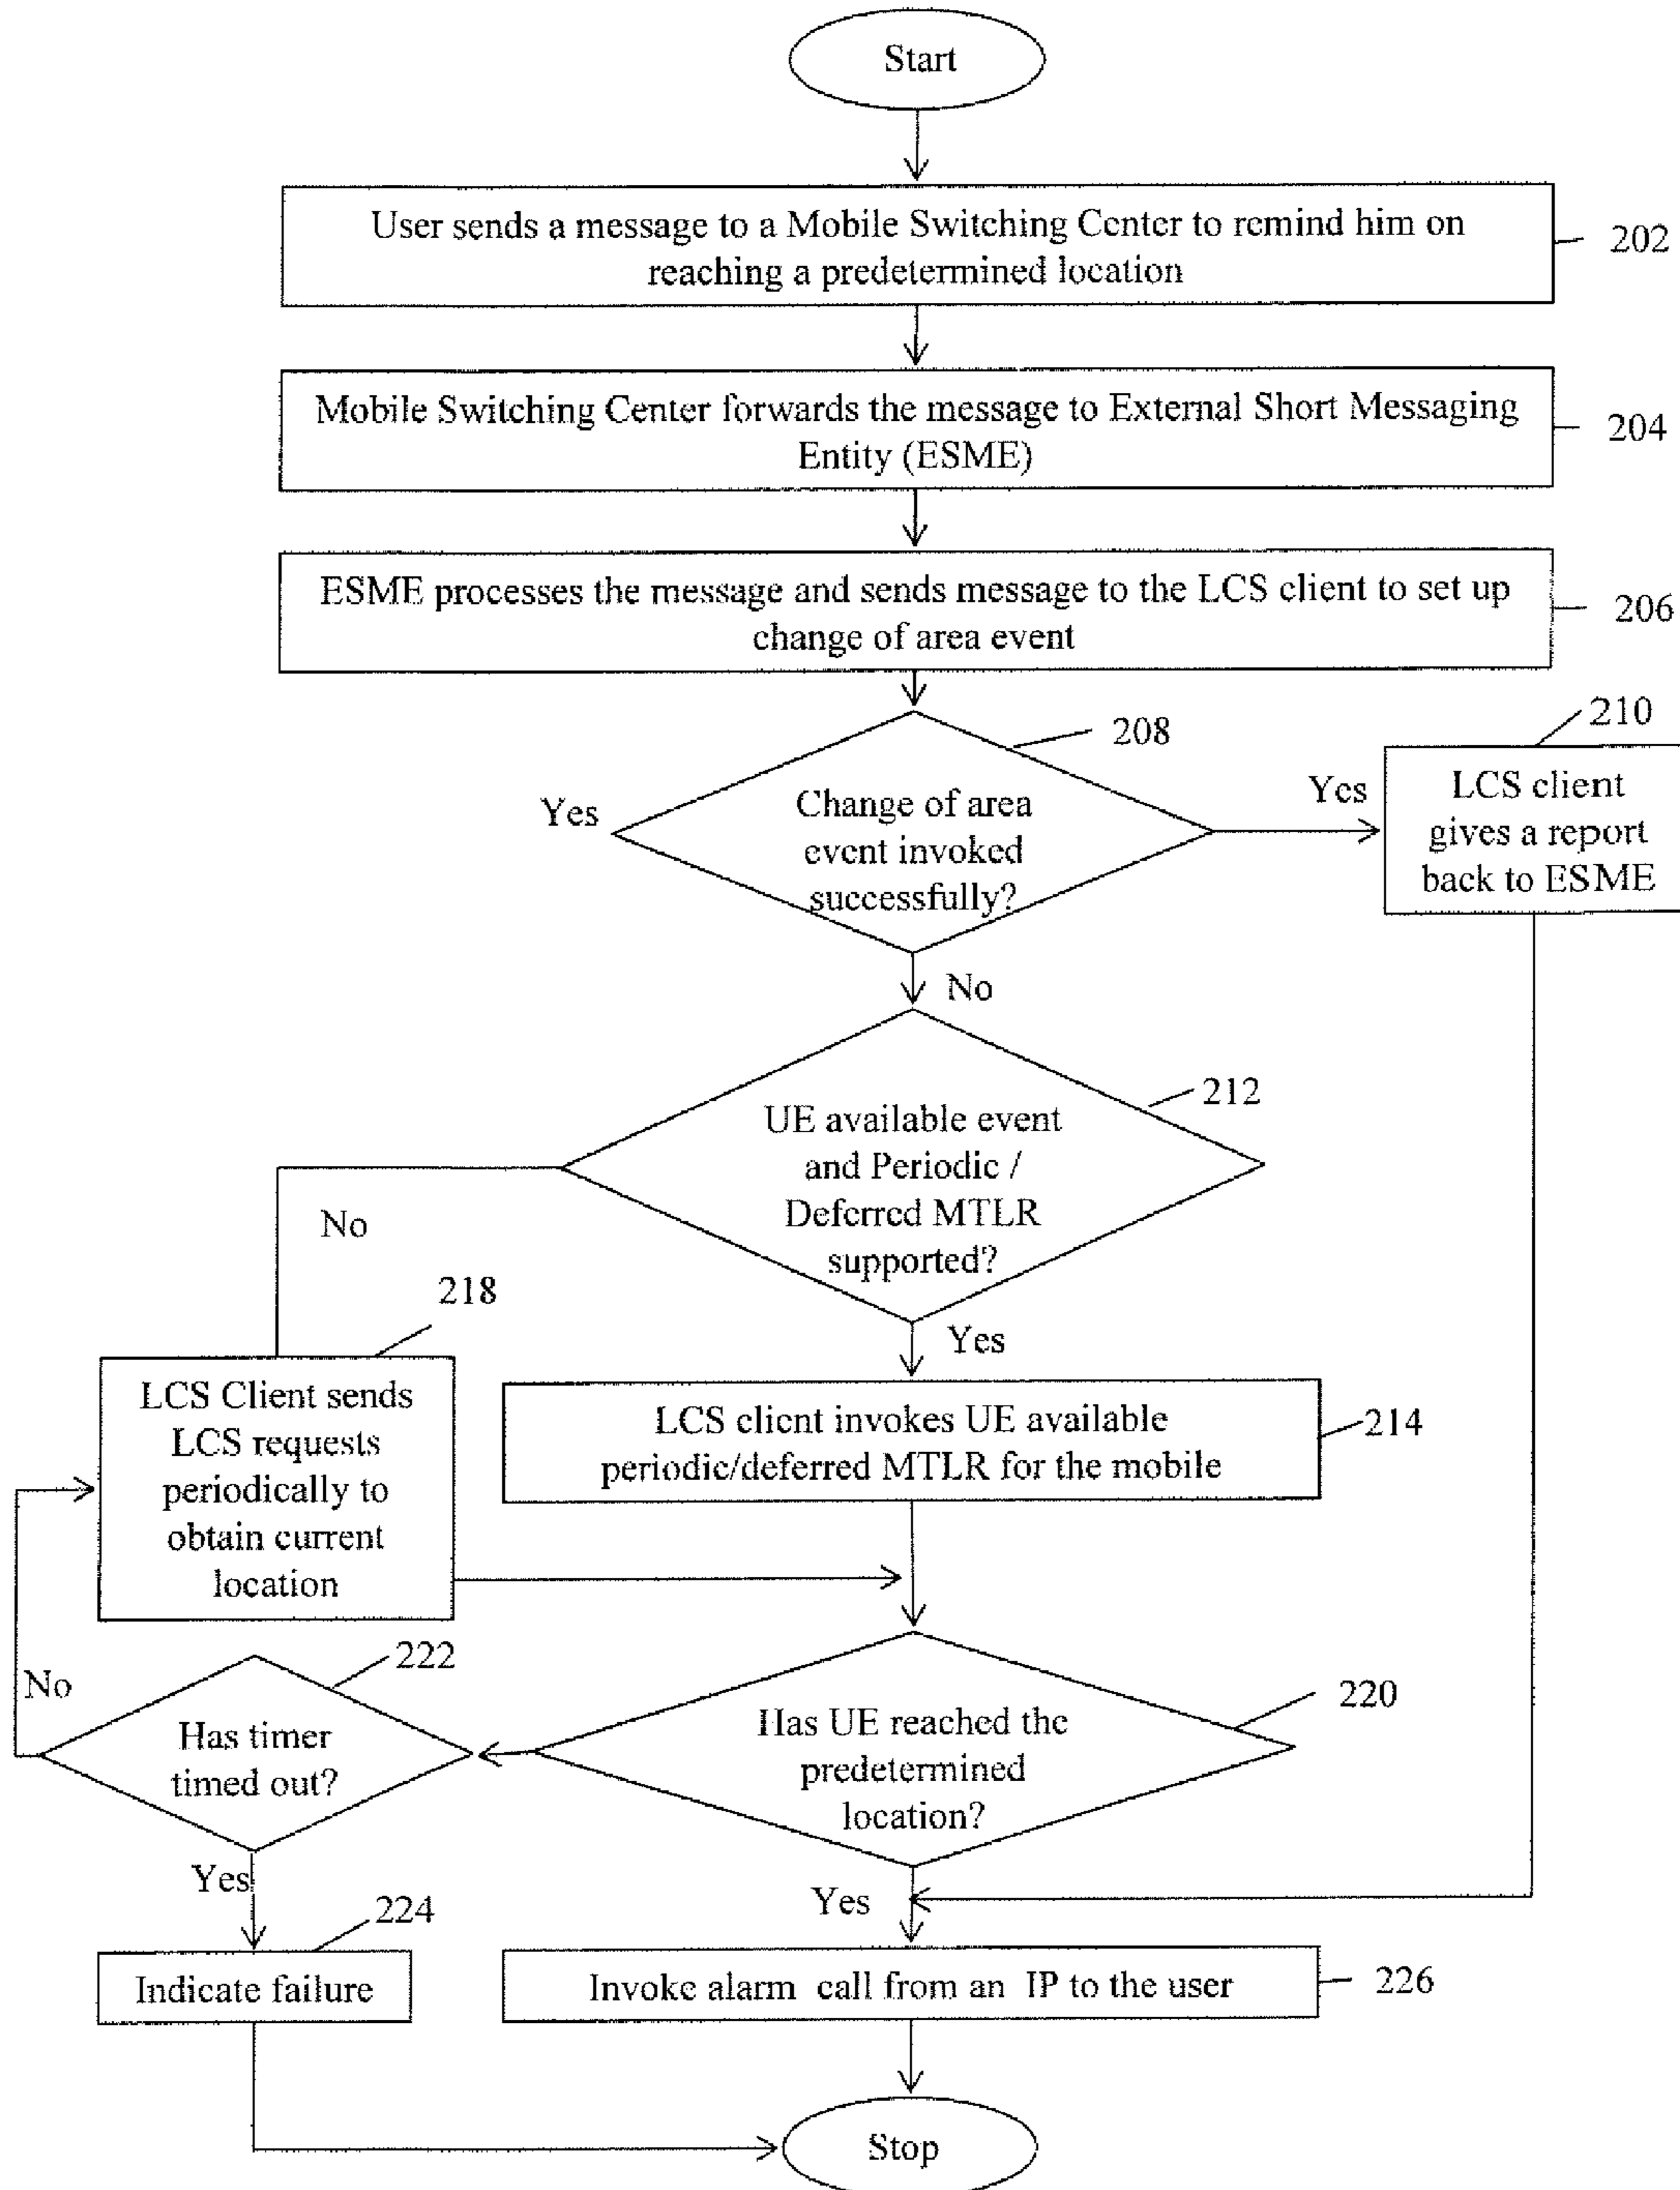 Start
User sends a message to a Mobile Switching Center to remind him on
reaching a predetermined location
202
Mobile Switching Center forwards the message to External Short Messaging
Entity (ESME)
204
ESME processes the message and sends message to the LCS client to set up
change of area event
206
208
210
Yes
Change of area
event invoked
successfully?
Yes
LCS client
gives a report
back to ESME
No
212
UE available event
and Periodic /
Deferred MTLR
supported?
No
218
Yes
LCS Client sends
LCS requests
periodically to
obtain current
location
LCS client invokes UE available
periodic/deferred MTLR for the mobile
214
222
No
Has timer
timed out?
220
Has UE reached the
predetermined
location?
Yes
224
Yes
Indicate failure
Invoke alarm call from an IP to the user
226
Stop